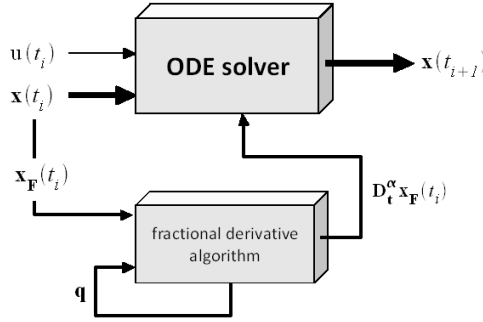 u(t_i)
x(t_i)
ODE solver
x(t_{i+1})
x_F(t_i)
D_t^α x_F(t_i)
fractional derivative
algorithm
q